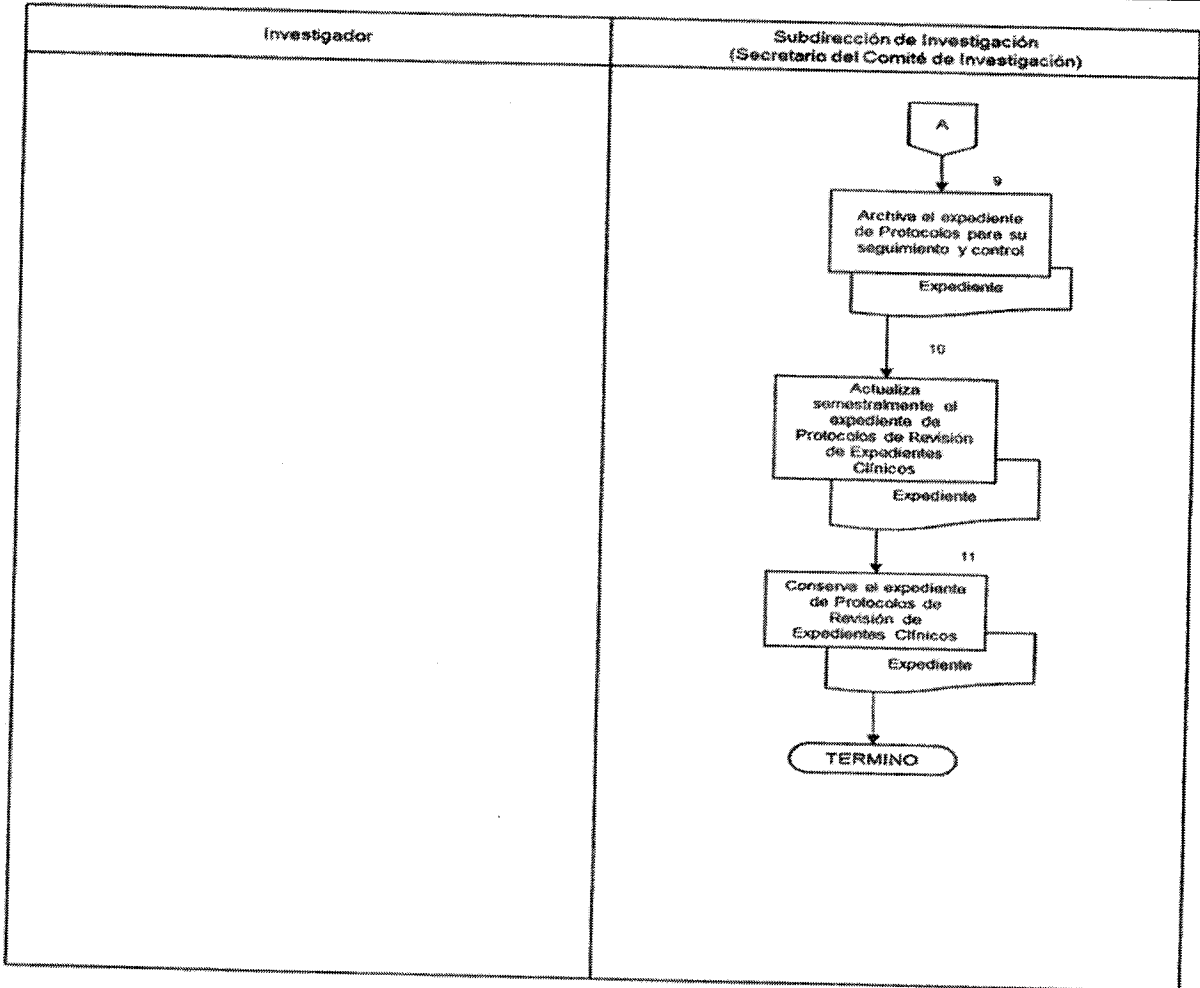 Investigador
Subdirección de Investigación
(Secretario del Comité de Investigación)
A
9
Archiva el expediente
de Protocolos para su
seguimiento y control
Expediente
10
Actualiza
semestralmente el
expediente de
Protocolos de Revisión
de Expedientes
Clínicos
Expediente
11
Conserva el expediente
de Protocolos de
Revisión de
Expedientes Clínicos
Expediente
TERMINO